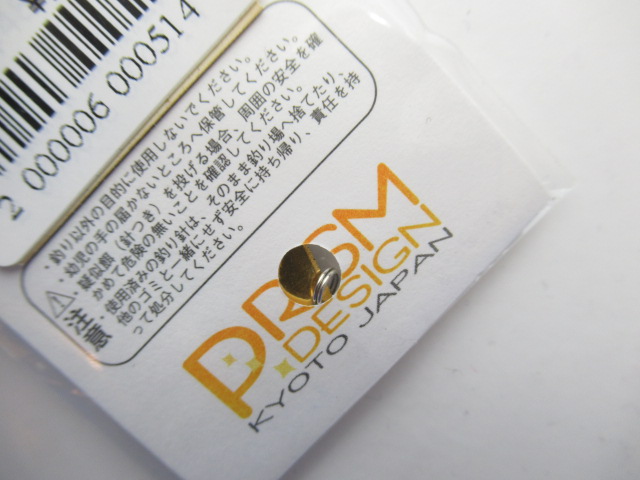 2 000006 000514
注意
・釣り以外の目的に使用しないでください。
・幼児の手の届かないところへ保管してください。
・疑似餌(針つき)を投げる場合、周囲の安全を確
かめて危険の無いことを確認してください。
・使用済みの釣り針は、そのまま釣り場へ捨てたり、
他のゴミと一緒にせず安全に持ち帰り、責任を持
って処分してください。
PRISM
DESIGN
KYOTO JAPAN